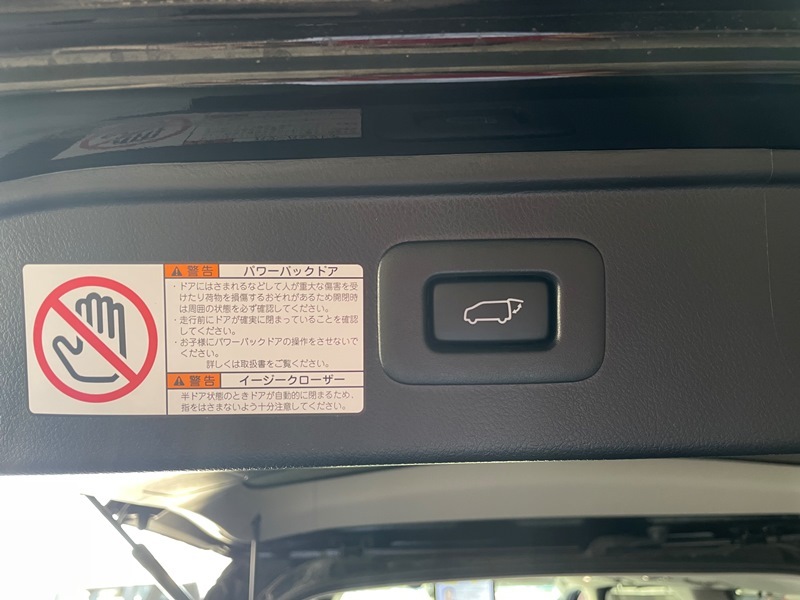 ⚠警告 パワーバックドア
・ドアにはさまれるなどして人が重大な傷害を受
けたり荷物を損傷するおそれがあるため開閉時
は周囲の状態を必ず確認してください。
・走行前にドアが確実に閉まっていることを確認
してください。
・お子様にパワーバックドアの操作をさせないで
ください。
詳しくは取扱書をご覧ください。
⚠警告 イージークローザー
半ドア状態のときドアが自動的に閉まるため、
指をはさまないよう十分注意してください。